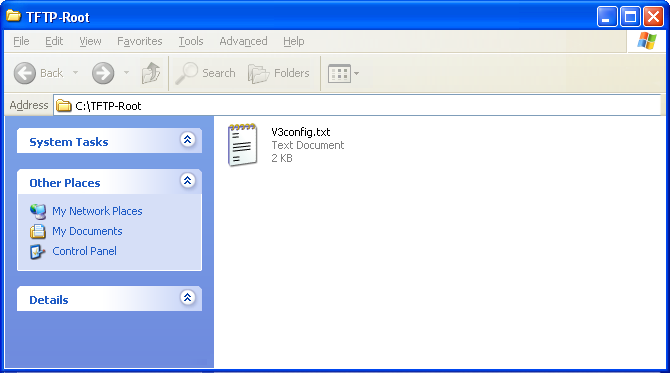 TFTP-Root
File Edit View Favorites Tools Advanced Help
Back Search Folders
Address C:\TFTP-Root
System Tasks
Other Places
My Network Places
My Documents
Control Panel
Details
V3config.txt
Text Document
2 KB